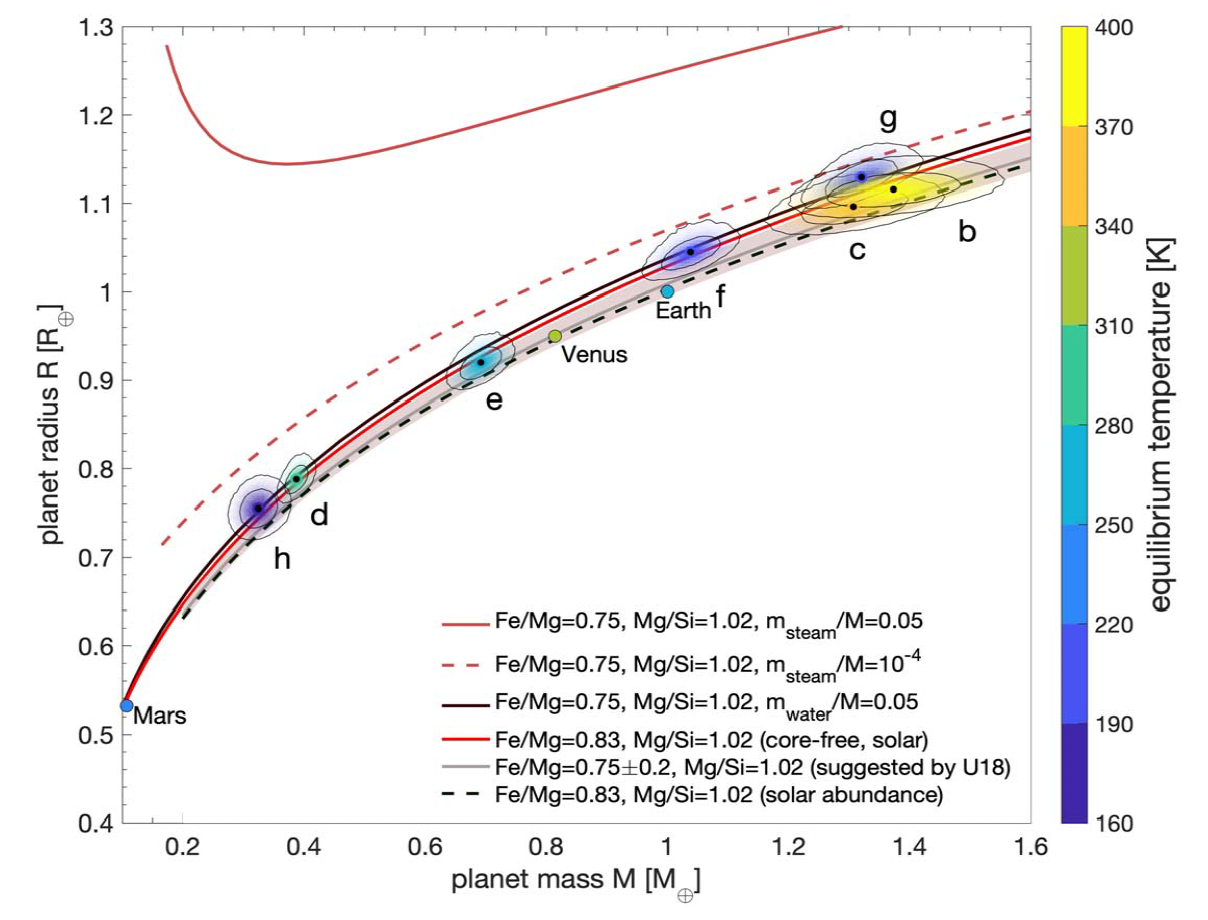 1.3
1.2
1.1
1
0.9
0.8
0.7
0.6
0.5
0.4
planet radius R [R⊕]
0.2
0.4
0.6
0.8
1
1.2
1.4
1.6
planet mass M [M⊕]
g
b
c
f
Earth
Venus
e
d
h
Mars
Fe/Mg=0.75, Mg/Si=1.02, m_steam/M=0.05
Fe/Mg=0.75, Mg/Si=1.02, m_steam/M=10^-4
Fe/Mg=0.75, Mg/Si=1.02, m_water/M=0.05
Fe/Mg=0.83, Mg/Si=1.02 (core-free, solar)
Fe/Mg=0.75±0.2, Mg/Si=1.02 (suggested by U18)
Fe/Mg=0.83, Mg/Si=1.02 (solar abundance)
400
370
340
310
280
250
220
190
160
equilibrium temperature [K]